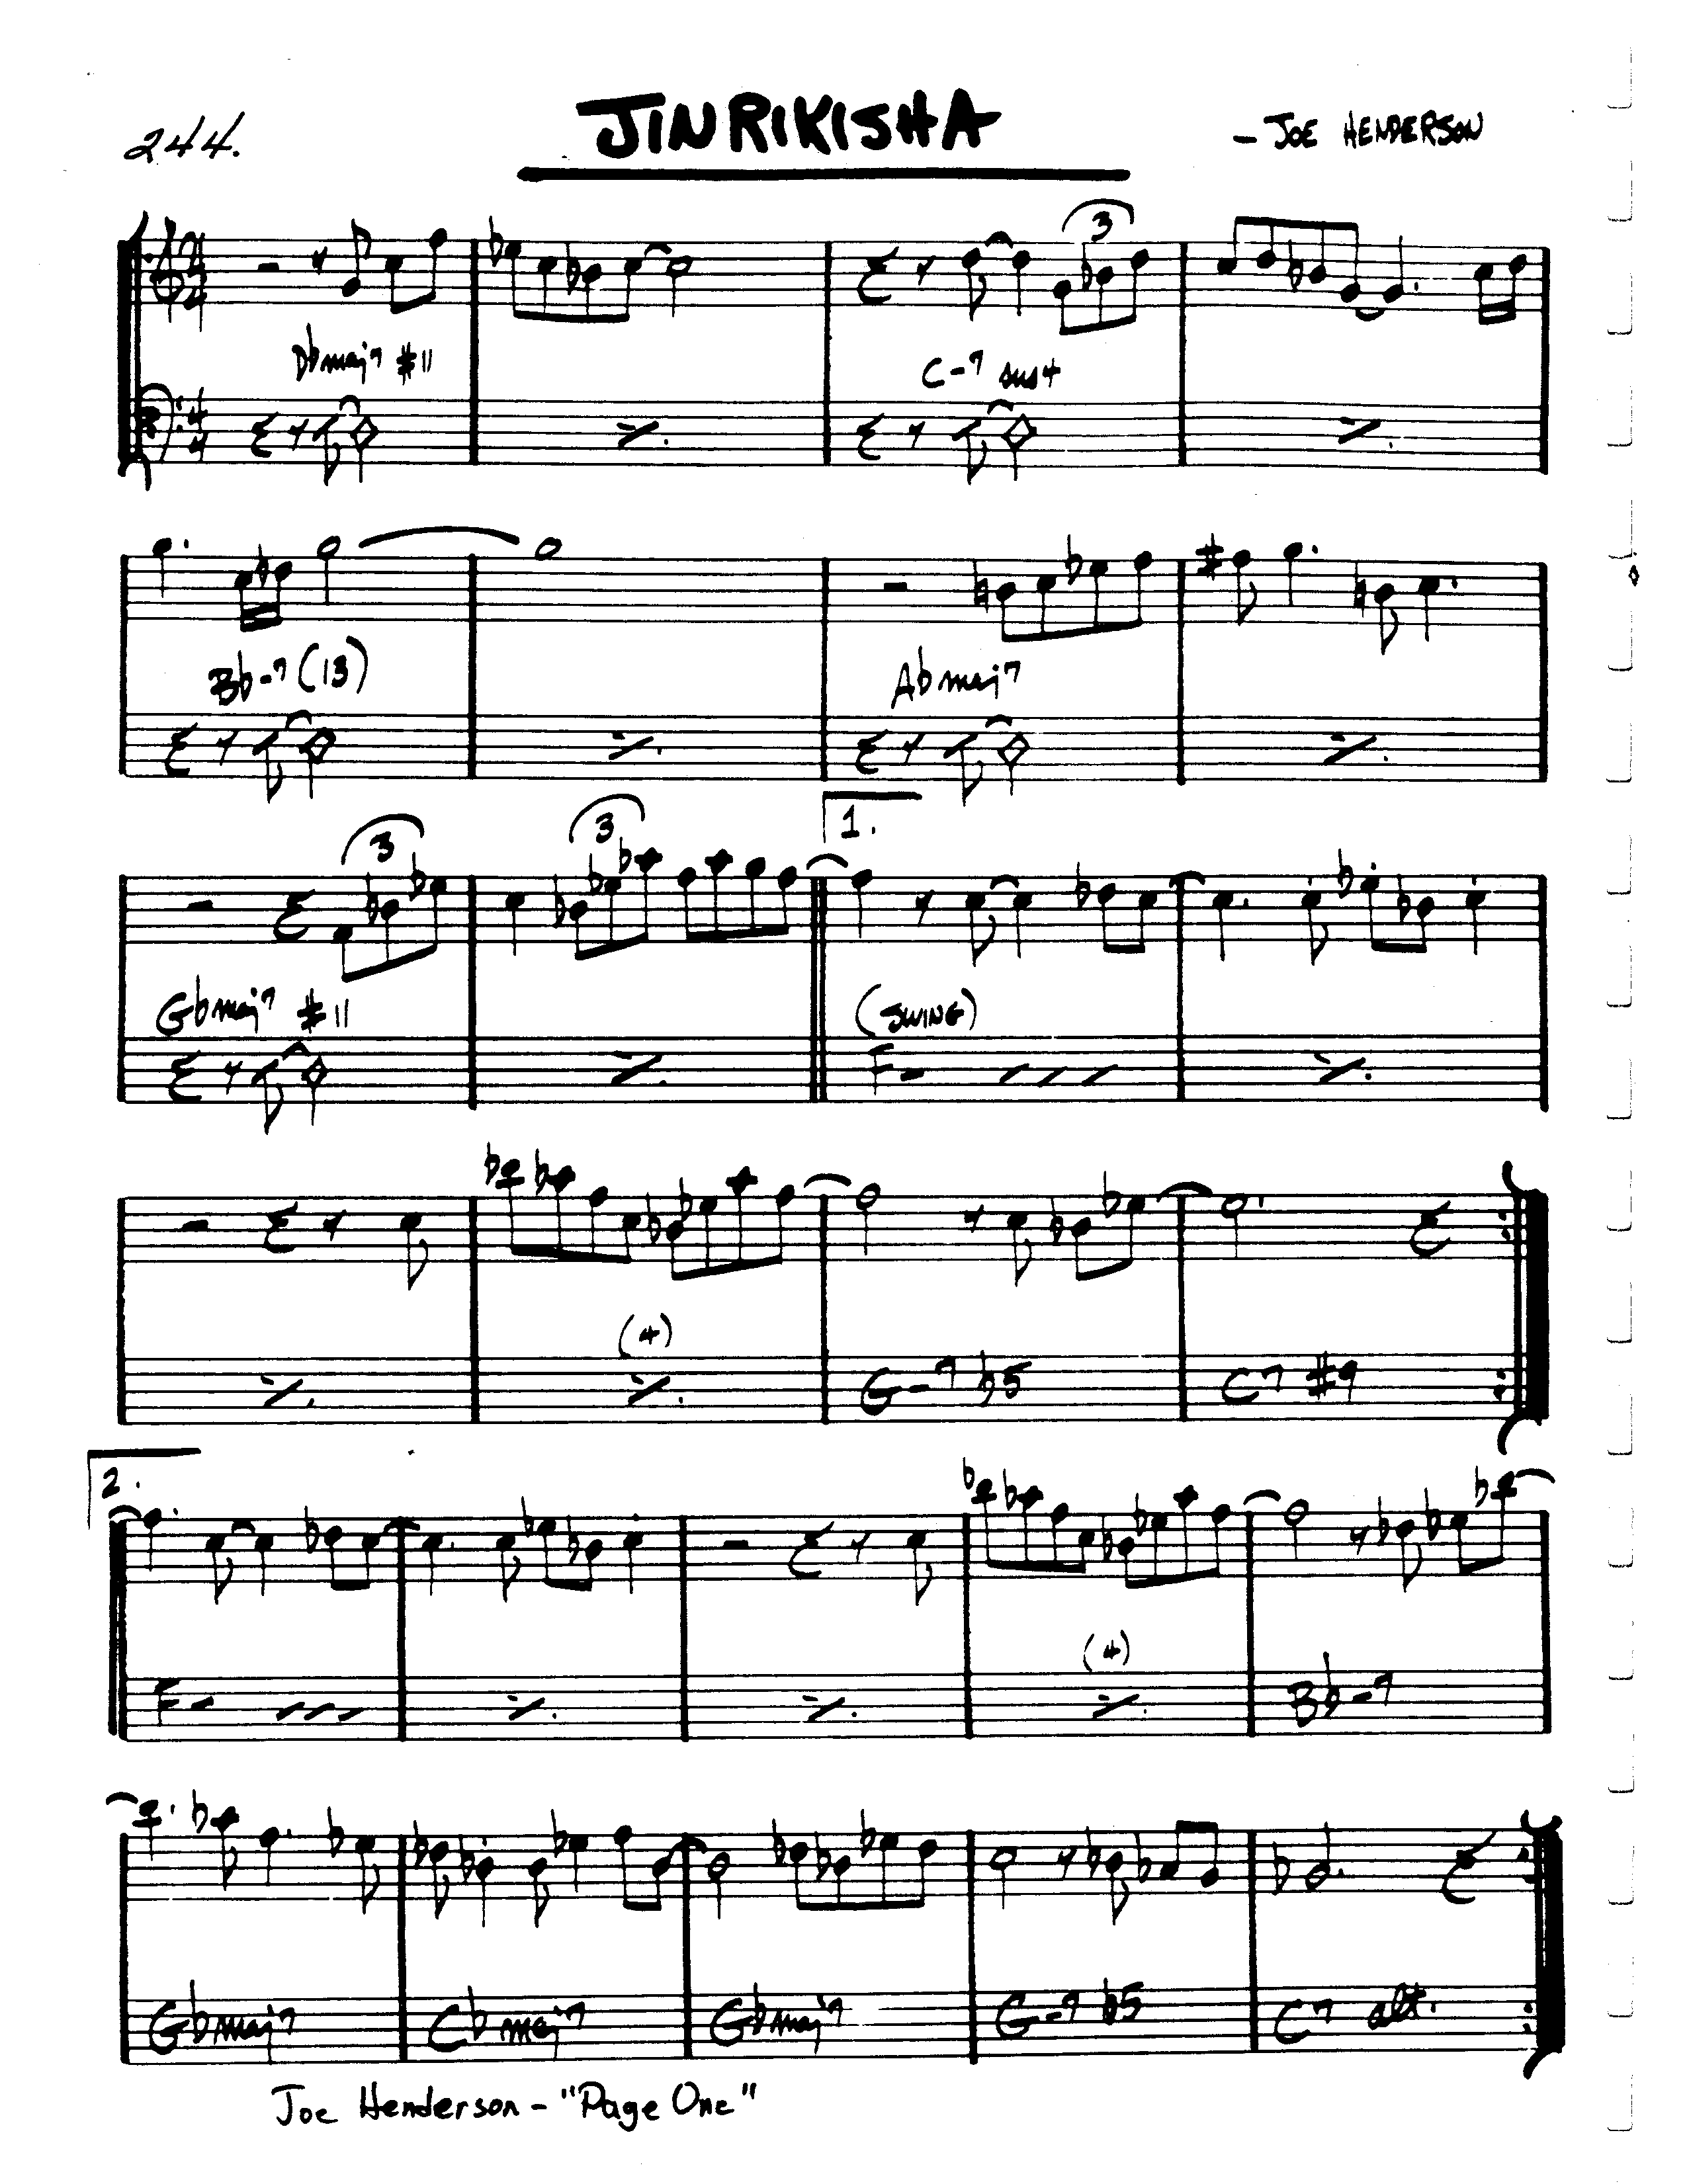 244.
JINRIKISHA
- JOE HENDERSON
3
Dbmaj7 #11
C-7 sus4
Bb-7 (13)
Abmaj7
3
3
1.
Gbmaj7 #11
(SWING)
F-
(4)
G-7 b5
C7 #9
2.
(4)
F-
Bb-7
Gbmaj7
Cbmaj7
Gbmaj7
G-7 b5
C7 alt.
Joe Henderson - "Page One"